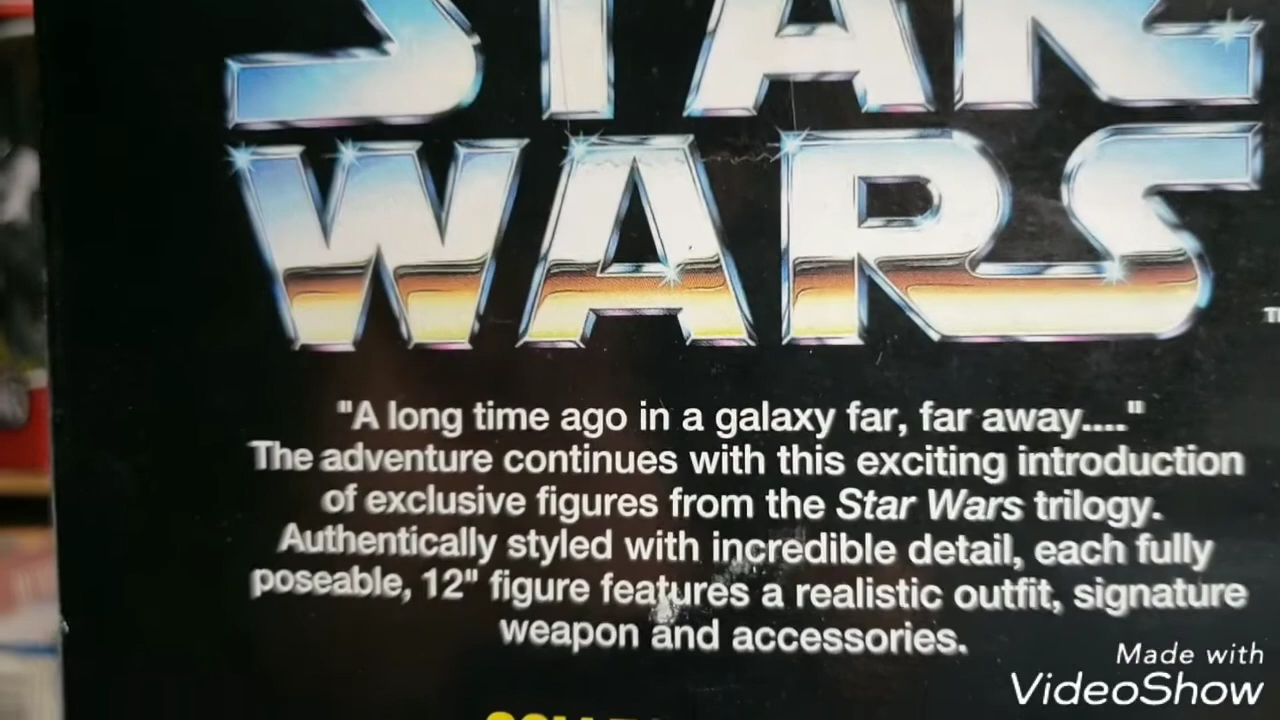 STAR
WARS
"A long time ago in a galaxy far, far away...."
The adventure continues with this exciting introduction
of exclusive figures from the Star Wars trilogy.
Authentically styled with incredible detail, each fully
poseable, 12" figure features a realistic outfit, signature
weapon and accessories.
Made with
VideoShow